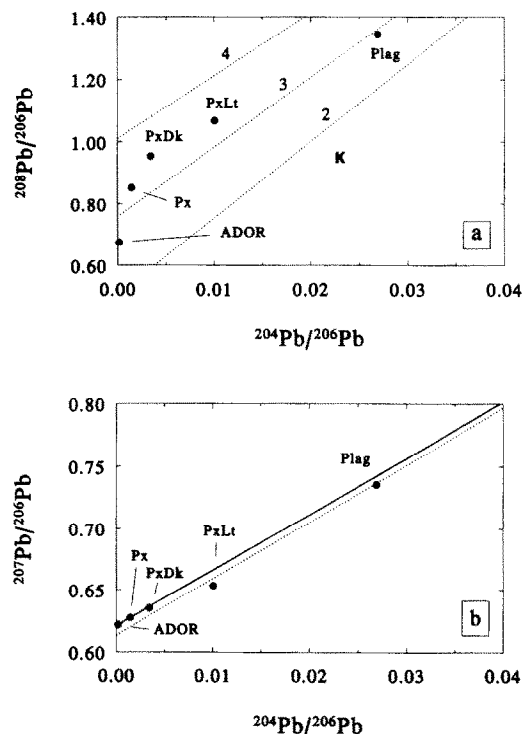 1.40
4
Plag
1.20
3
PxLt
2
208Pb/206Pb
PxDk
1.00
K
0.80
Px
ADOR
a
0.60
0.00 0.01 0.02 0.03 0.04
204Pb/206Pb
0.80
0.75
Plag
207Pb/206Pb
0.70
PxLt
Px
PxDk
0.65
ADOR
b
0.60
0.00 0.01 0.02 0.03 0.04
204Pb/206Pb